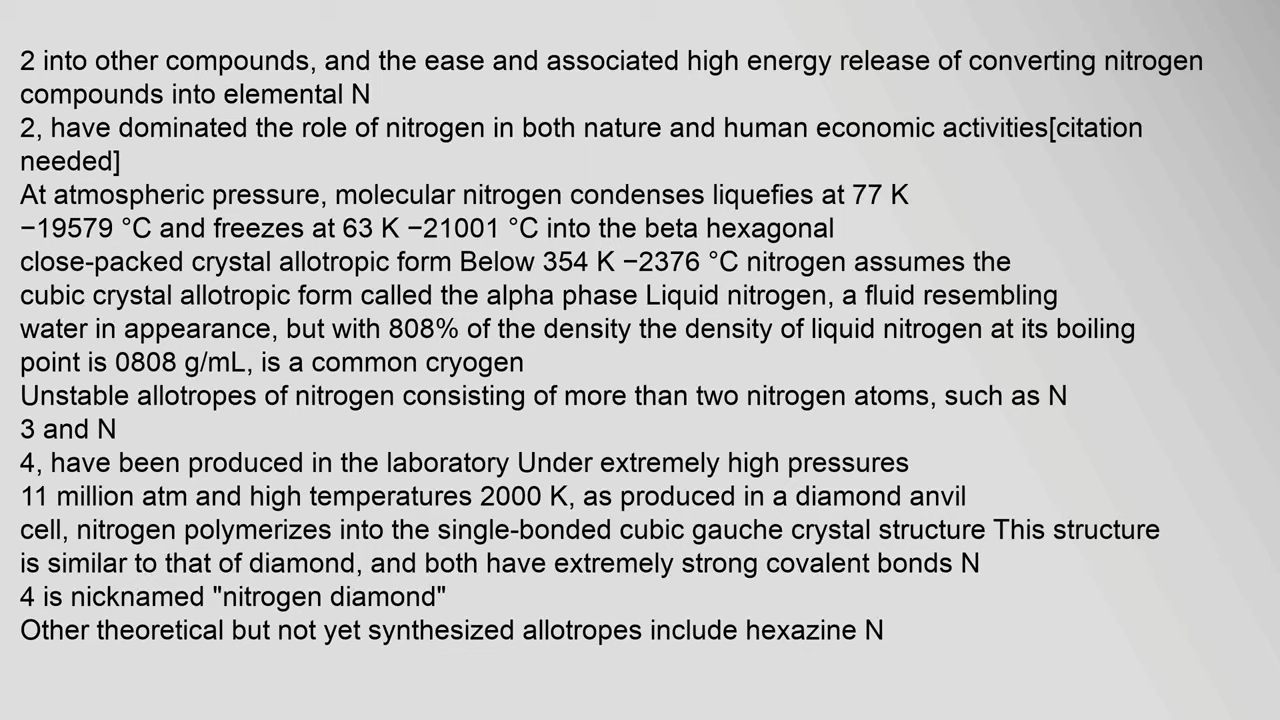 2 into other compounds, and the ease and associated high energy release of converting nitrogen
compounds into elemental N
2, have dominated the role of nitrogen in both nature and human economic activities[citation
needed]
At atmospheric pressure, molecular nitrogen condenses liquefies at 77 K
−19579 °C and freezes at 63 K −21001 °C into the beta hexagonal
close-packed crystal allotropic form Below 354 K −2376 °C nitrogen assumes the
cubic crystal allotropic form called the alpha phase Liquid nitrogen, a fluid resembling
water in appearance, but with 808% of the density the density of liquid nitrogen at its boiling
point is 0808 g/mL, is a common cryogen
Unstable allotropes of nitrogen consisting of more than two nitrogen atoms, such as N
3 and N
4, have been produced in the laboratory Under extremely high pressures
11 million atm and high temperatures 2000 K, as produced in a diamond anvil
cell, nitrogen polymerizes into the single-bonded cubic gauche crystal structure This structure
is similar to that of diamond, and both have extremely strong covalent bonds N
4 is nicknamed "nitrogen diamond"
Other theoretical but not yet synthesized allotropes include hexazine N